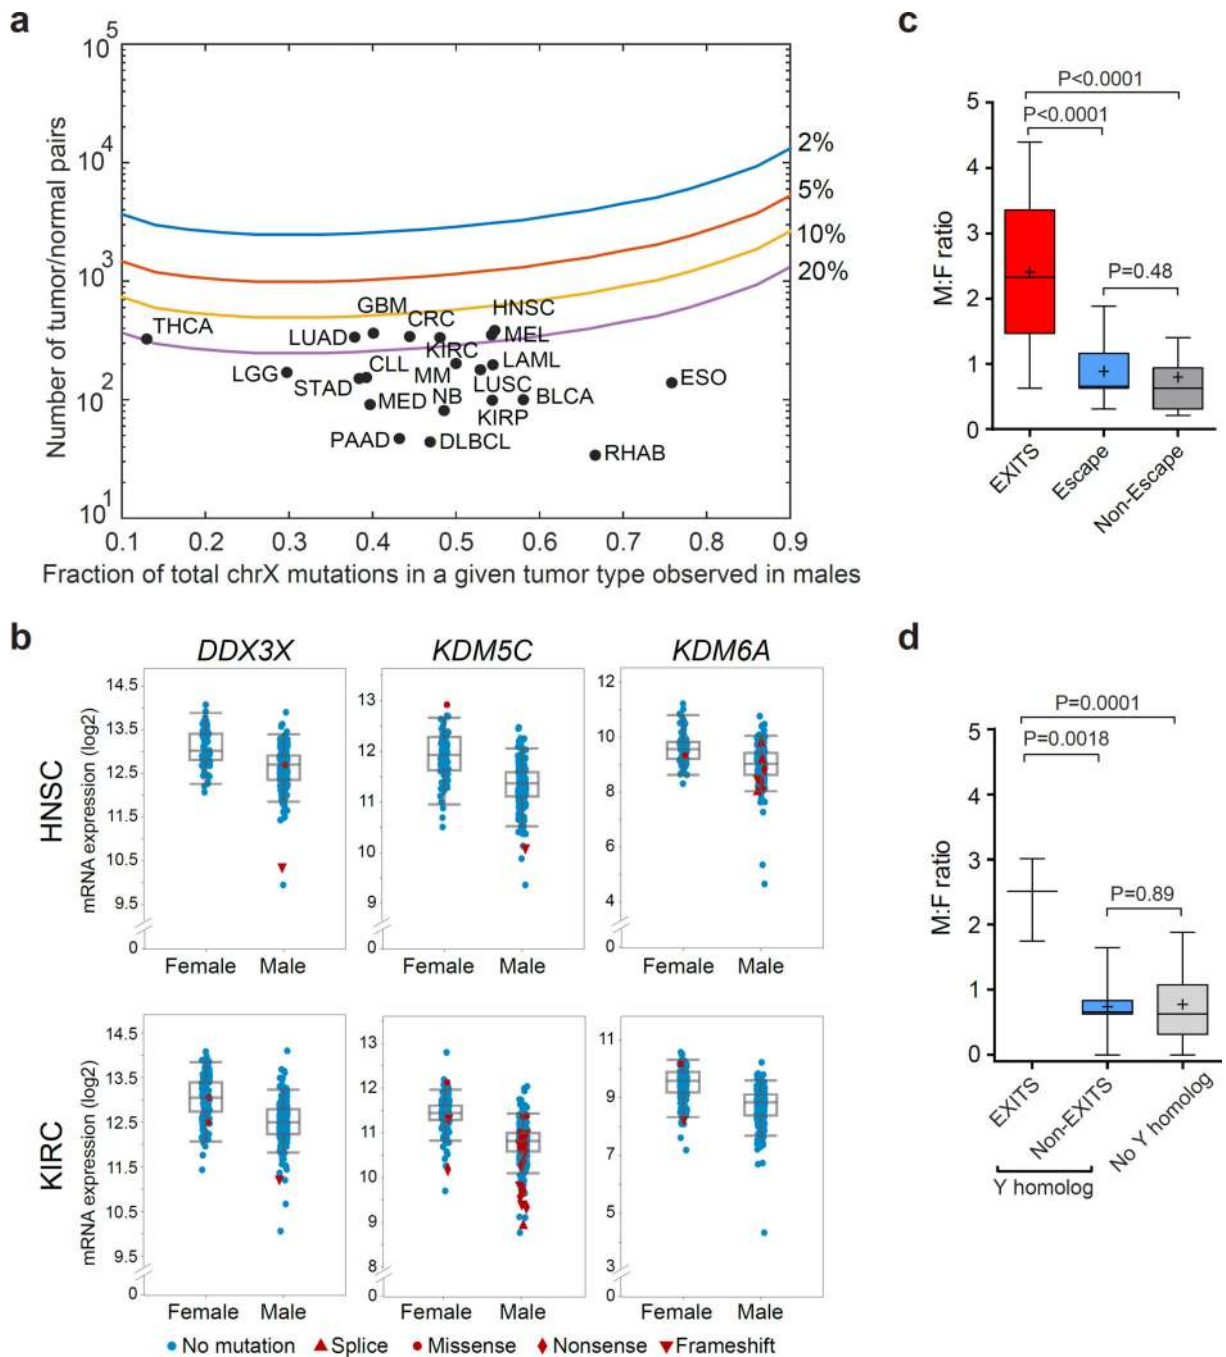 a
Number of tumor/normal pairs
10^5
10^4
10^3
10^2
10^1
2%
5%
10%
20%
THCA
GBM
HNSC
CRC
LUAD
MEL
KIRC
LGG
CLL
LAML
STAD
MM
LUSC
ESO
MED
NB
BLCA
KIRP
PAAD
DLBCL
RHAB
0.1 0.2 0.3 0.4 0.5 0.6 0.7 0.8 0.9
Fraction of total chrX mutations in a given tumor type observed in males
c
P<0.0001
P<0.0001
P=0.48
M:F ratio
5
4
3
2
1
0
EXITS
Escape
Non-Escape
b
DDX3X KDM5C KDM6A
HNSC
mRNA expression (log2)
14.5
13.5
12.5
11.5
10.5
9.5
0
Female Male
13
12
11
10
9
0
Female Male
12
10
8
6
4
0
Female Male
KIRC
mRNA expression (log2)
14.5
13.5
12.5
11.5
10.5
9.5
0
Female Male
13
12
11
10
9
8
0
Female Male
11
9
7
5
3
0
Female Male
No mutation Splice Missense Nonsense Frameshift
d
P=0.0001
P=0.0018
P=0.89
M:F ratio
5
4
3
2
1
0
EXITS
Non-EXITS
No Y homolog
Y homolog